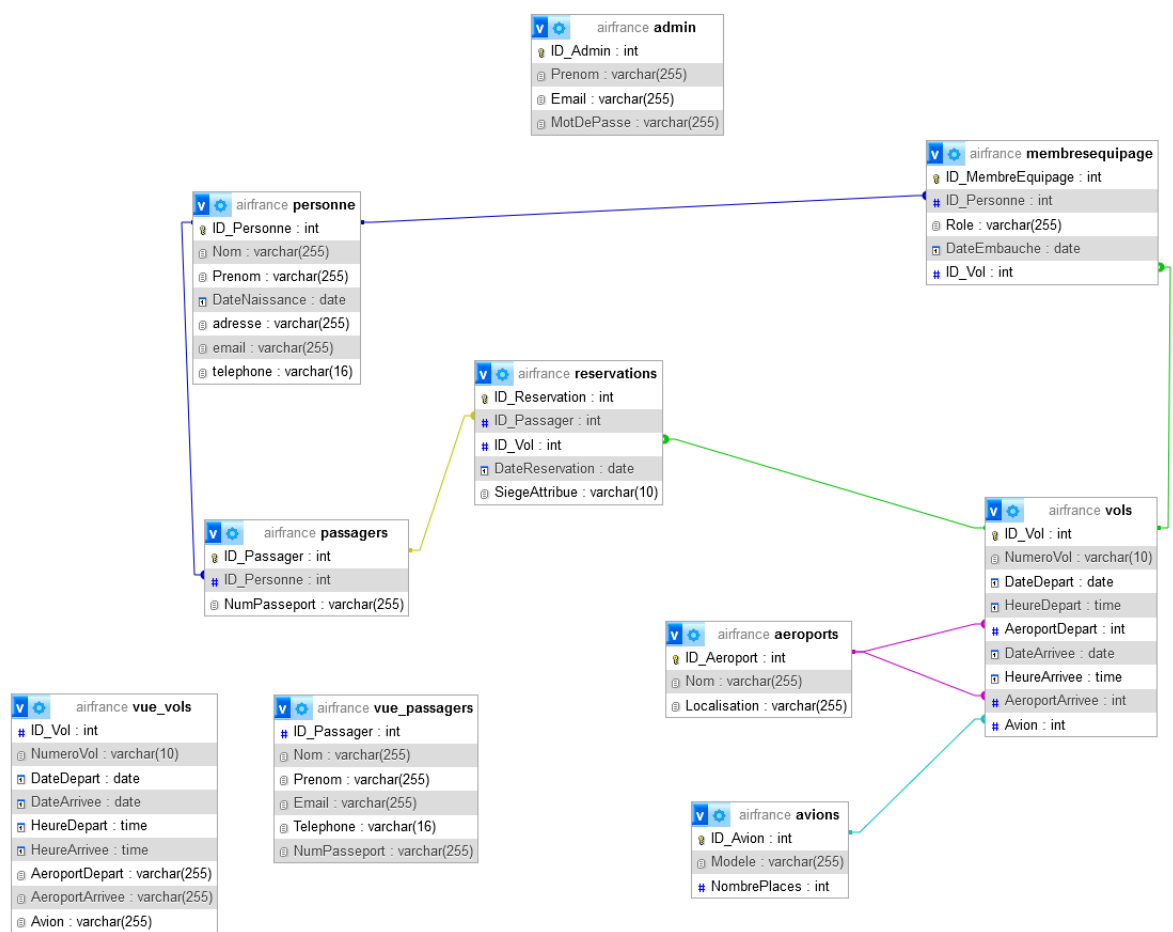 v airfrance admin
ID_Admin : int
Prenom : varchar(255)
Email : varchar(255)
MotDePasse : varchar(255)
v airfrance membresequipage
ID_MembreEquipage : int
# ID_Personne : int
Role : varchar(255)
DateEmbauche : date
# ID_Vol : int
v airfrance personne
ID_Personne : int
Nom : varchar(255)
Prenom : varchar(255)
DateNaissance : date
adresse : varchar(255)
email : varchar(255)
telephone : varchar(16)
v airfrance reservations
ID_Reservation : int
# ID_Passager : int
# ID_Vol : int
DateReservation : date
SiegeAttribue : varchar(10)
v airfrance passagers
ID_Passager : int
# ID_Personne : int
NumPasseport : varchar(255)
v airfrance vols
ID_Vol : int
NumeroVol : varchar(10)
DateDepart : date
HeureDepart : time
# AeroportDepart : int
DateArrivee : date
HeureArrivee : time
# AeroportArrivee : int
# Avion : int
v airfrance aeroports
ID_Aeroport : int
Nom : varchar(255)
Localisation : varchar(255)
v airfrance vue_vols
# ID_Vol : int
NumeroVol : varchar(10)
DateDepart : date
DateArrivee : date
HeureDepart : time
HeureArrivee : time
AeroportDepart : varchar(255)
AeroportArrivee : varchar(255)
Avion : varchar(255)
v airfrance vue_passagers
# ID_Passager : int
Nom : varchar(255)
Prenom : varchar(255)
Email : varchar(255)
Telephone : varchar(16)
NumPasseport : varchar(255)
v airfrance avions
ID_Avion : int
Modele : varchar(255)
# NombrePlaces : int